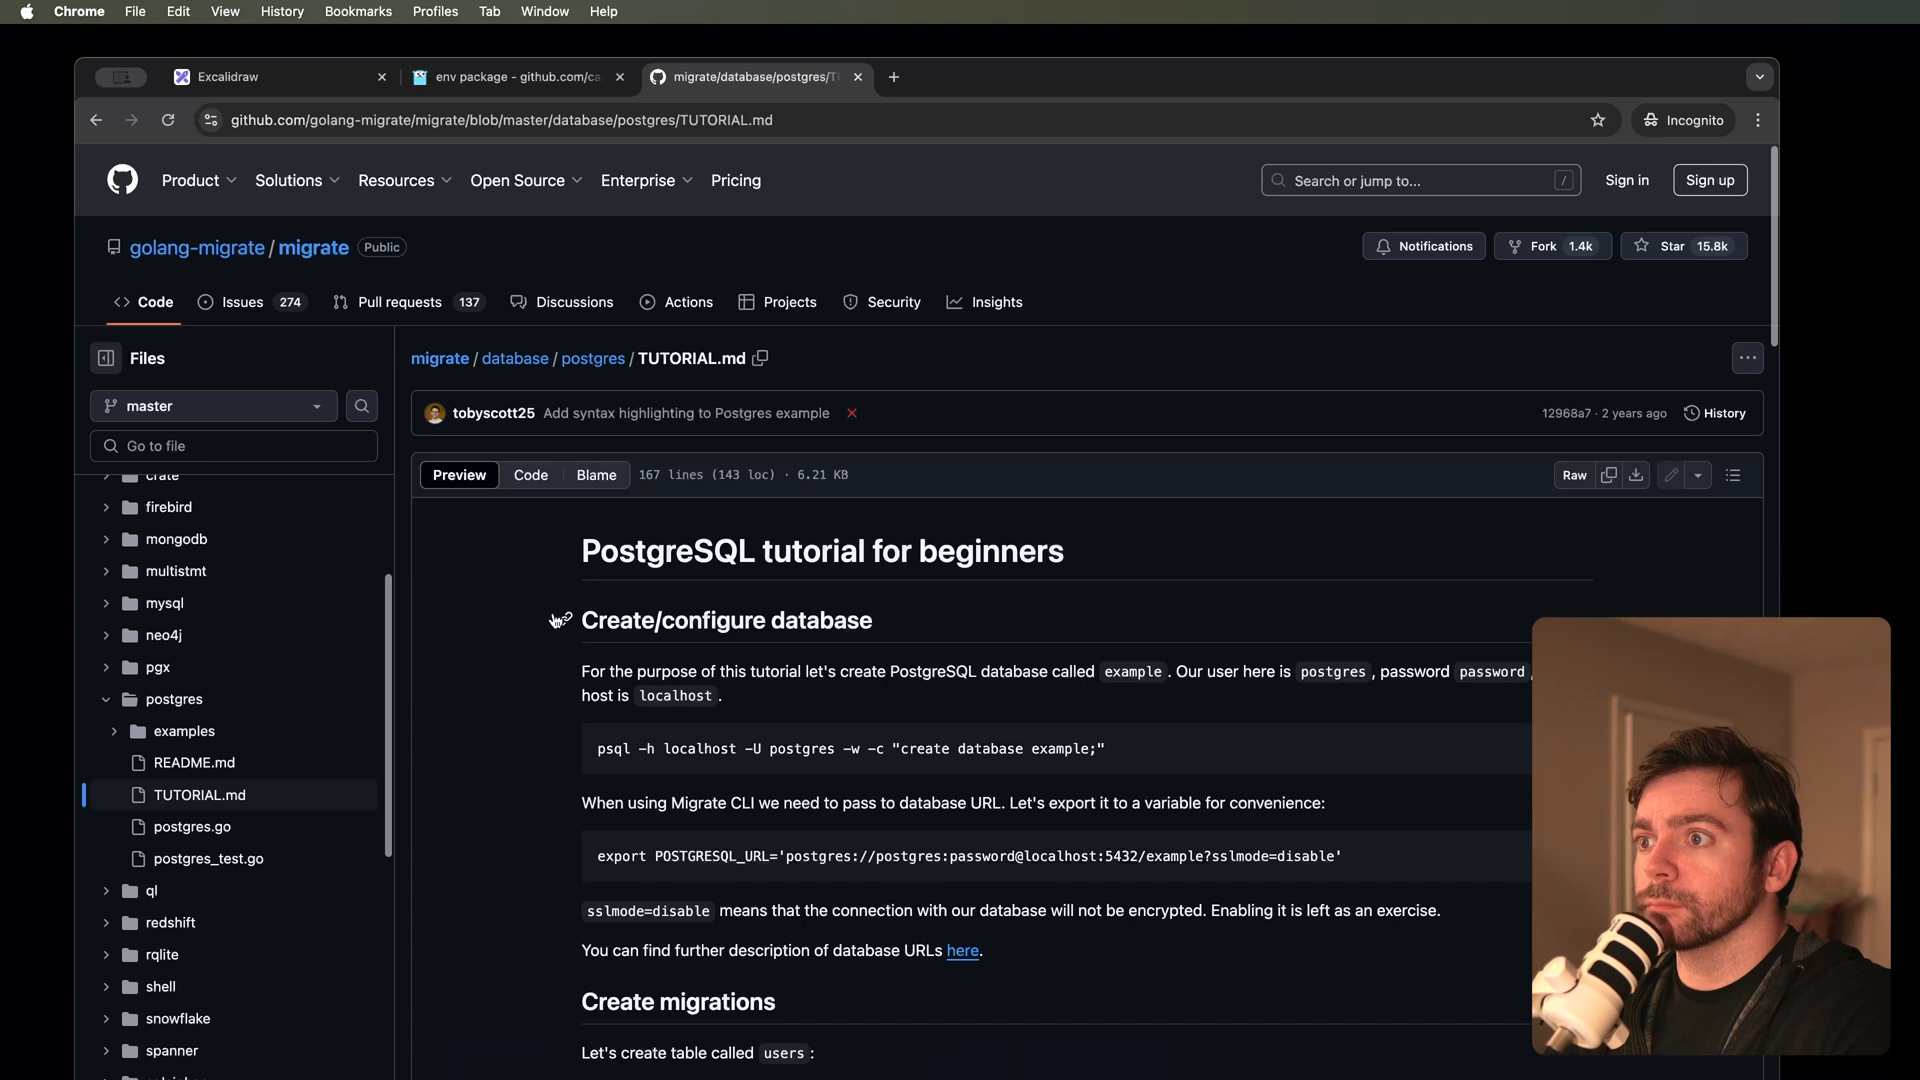 Chrome File Edit View History Bookmarks Profiles Tab Window Help
Excalidraw
env package - github.com/ca
migrate/database/postgres/T
github.com/golang-migrate/migrate/blob/master/database/postgres/TUTORIAL.md
Incognito
Product Solutions Resources Open Source Enterprise Pricing
Search or jump to... /
Sign in
Sign up
golang-migrate / migrate Public
Notifications
Fork 1.4k
Star 15.8k
Code Issues 274 Pull requests 137 Discussions Actions Projects Security Insights
Files
master
Go to file
crate
firebird
mongodb
multistmt
mysql
neo4j
pgx
postgres
examples
README.md
TUTORIAL.md
postgres.go
postgres_test.go
ql
redshift
rqlite
shell
snowflake
spanner
migrate / database / postgres / TUTORIAL.md
tobyscott25 Add syntax highlighting to Postgres example
12968a7 · 2 years ago History
Preview Code Blame 167 lines (143 loc) · 6.21 KB
Raw
PostgreSQL tutorial for beginners
Create/configure database
For the purpose of this tutorial let's create PostgreSQL database called example. Our user here is postgres, password password,
host is localhost.
psql -h localhost -U postgres -w -c "create database example;"
When using Migrate CLI we need to pass to database URL. Let's export it to a variable for convenience:
export POSTGRESQL_URL='postgres://postgres:password@localhost:5432/example?sslmode=disable'
sslmode=disable means that the connection with our database will not be encrypted. Enabling it is left as an exercise.
You can find further description of database URLs here.
Create migrations
Let's create table called users: